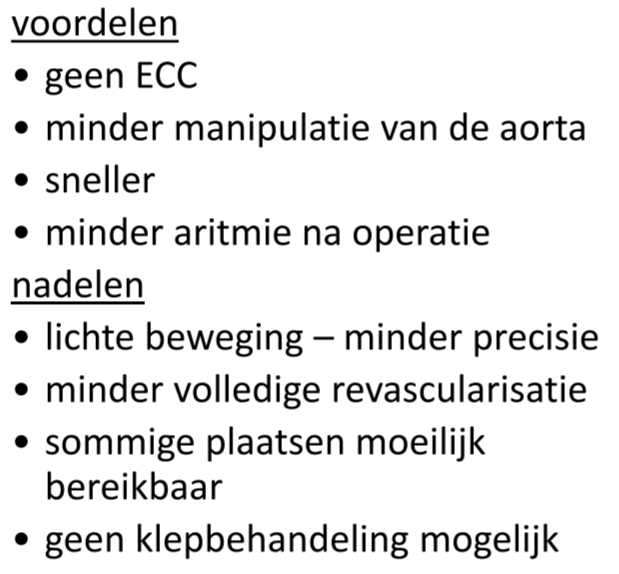 voordelen
• geen ECC
• minder manipulatie van de aorta
• sneller
• minder aritmie na operatie
nadelen
• lichte beweging – minder precisie
• minder volledige revascularisatie
• sommige plaatsen moeilijk
bereikbaar
• geen klepbehandeling mogelijk